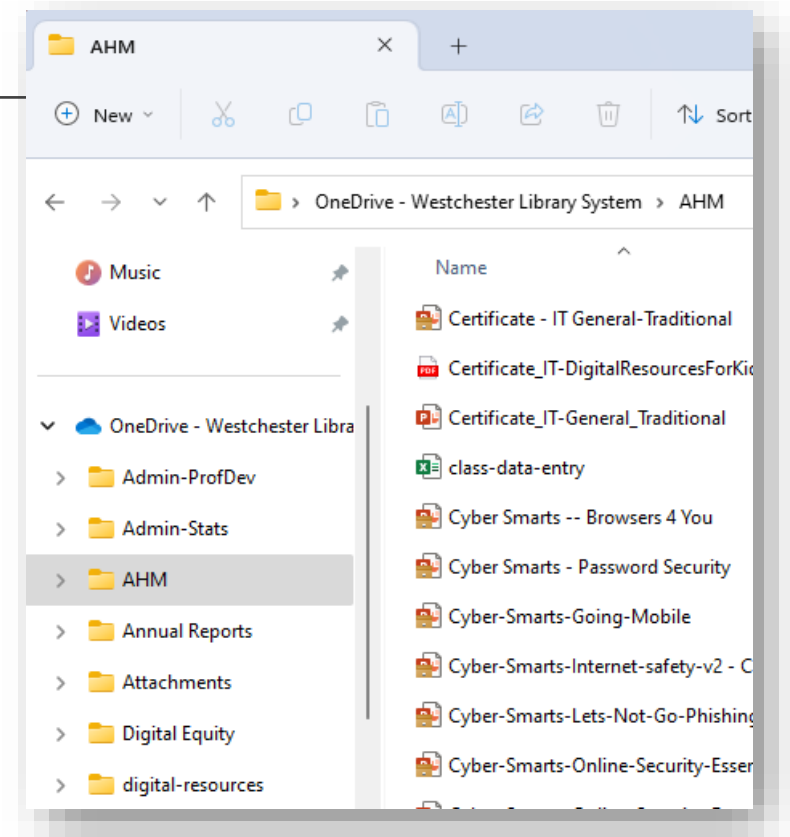 AHM
New
Sort
OneDrive - Westchester Library System > AHM
Music
Videos
OneDrive - Westchester Libra
Admin-ProfDev
Admin-Stats
AHM
Annual Reports
Attachments
Digital Equity
digital-resources
Name
Certificate - IT General-Traditional
Certificate_IT-DigitalResourcesForKid
Certificate_IT-General_Traditional
class-data-entry
Cyber Smarts -- Browsers 4 You
Cyber Smarts - Password Security
Cyber-Smarts-Going-Mobile
Cyber-Smarts-Internet-safety-v2 - C
Cyber-Smarts-Lets-Not-Go-Phishing
Cyber-Smarts-Online-Security-Esser